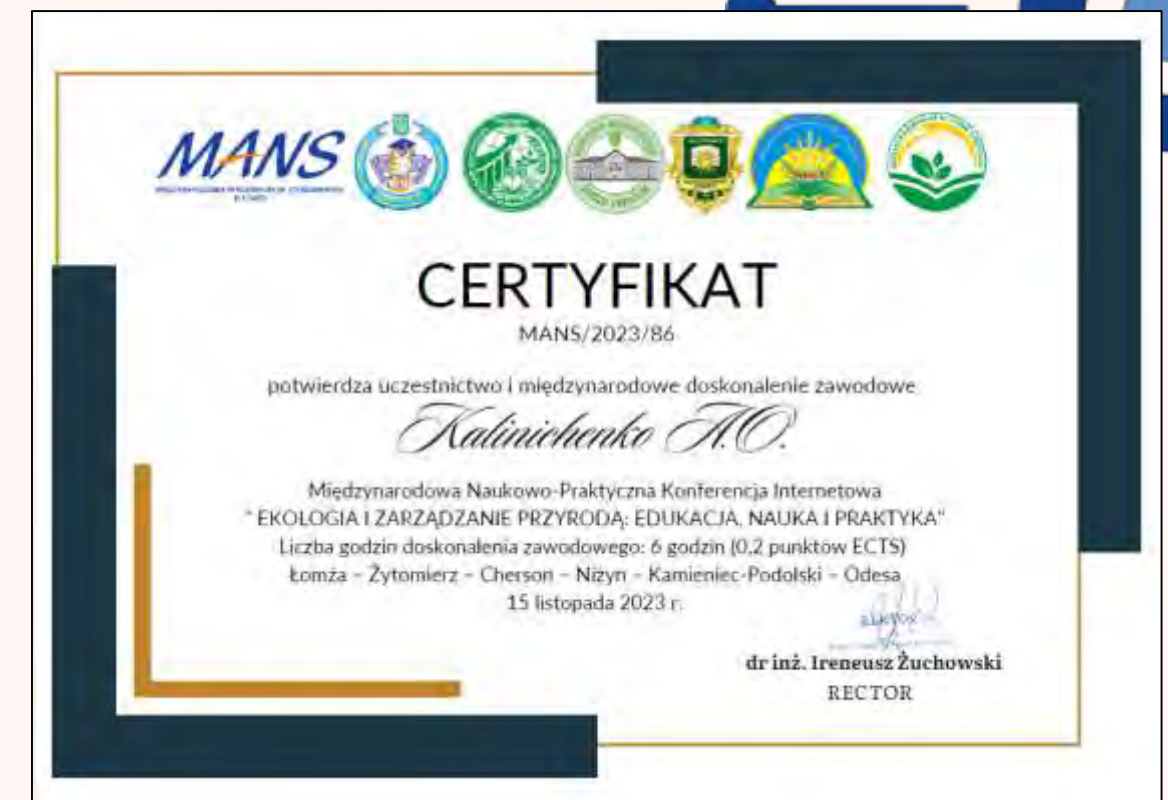 MANS
CERTYFIKAT
MANS/2023/86
potwierdza uczestnictwo i międzynarodowe doskonalenie zawodowe
Kalinichenko A.O.
Międzynarodowa Naukowo-Praktyczna Konferencja Internetowa
" EKOLOGIA I ZARZĄDZANIE PRZYRODĄ: EDUKACJA, NAUKA I PRAKTYKA"
Liczba godzin doskonalenia zawodowego: 6 godzin (0,2 punktów ECTS)
Łomża – Żytomierz – Cherson – Niżyn – Kamieniec-Podolski – Odesa
15 listopada 2023 r.
dr inż. Ireneusz Żuchowski
RECTOR